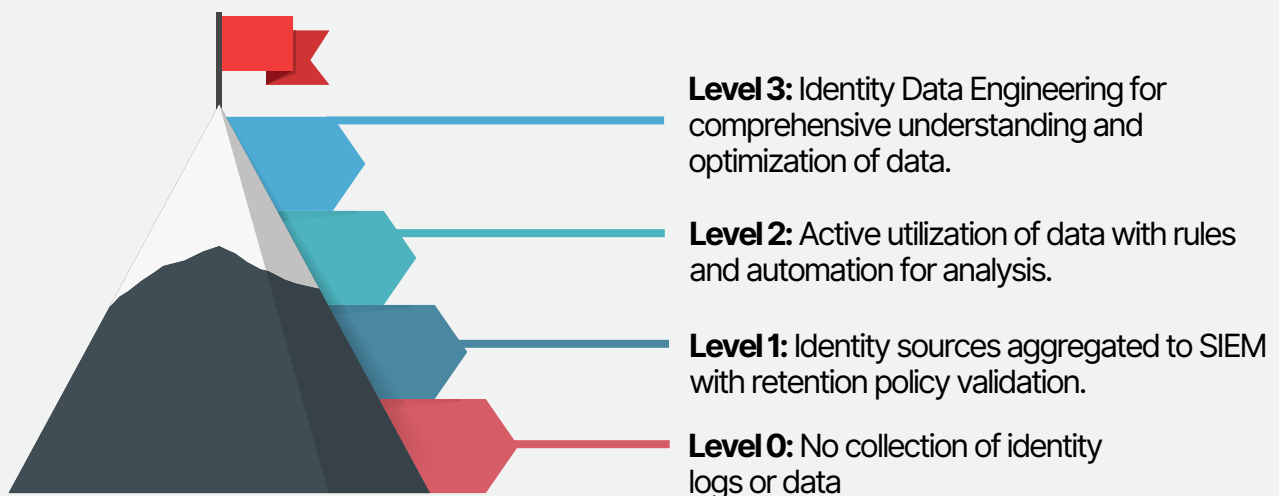 Level 3: Identity Data Engineering for
comprehensive understanding and
optimization of data.
Level 2: Active utilization of data with rules
and automation for analysis.
Level 1: Identity sources aggregated to SIEM
with retention policy validation.
Level 0: No collection of identity
logs or data